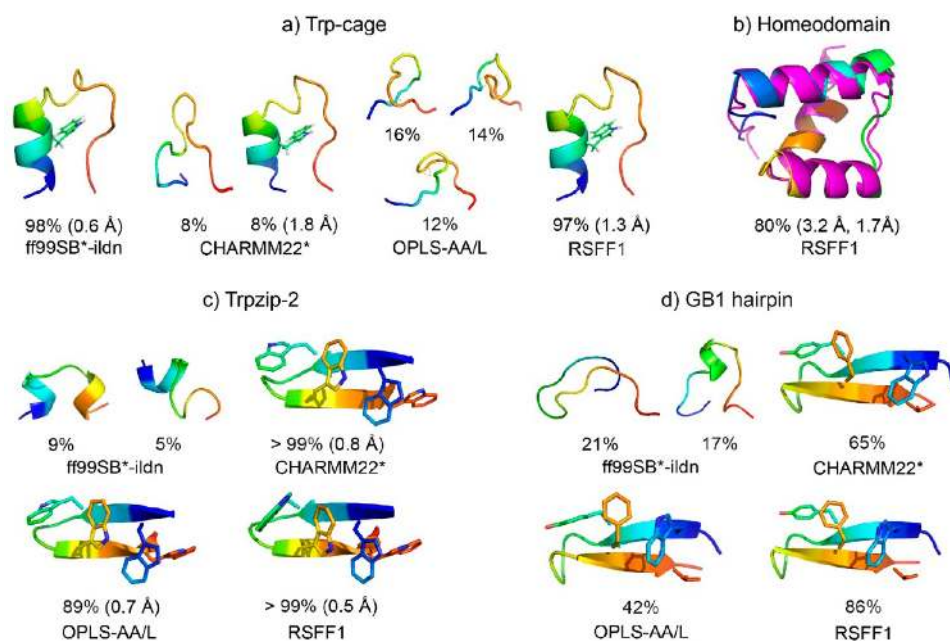 a) Trp-cage
b) Homeodomain
16%
14%
12%
98% (0.6 Å)
8%
8% (1.8 Å)
97% (1.3 Å)
80% (3.2 Å, 1.7Å)
ff99SB*-ildn
CHARMM22*
OPLS-AA/L
RSFF1
RSFF1
c) Trpzip-2
d) GB1 hairpin
9%
5%
> 99% (0.8 Å)
ff99SB*-ildn
CHARMM22*
21%
17%
65%
ff99SB*-ildn
CHARMM22*
89% (0.7 Å)
> 99% (0.5 Å)
OPLS-AA/L
RSFF1
42%
86%
OPLS-AA/L
RSFF1